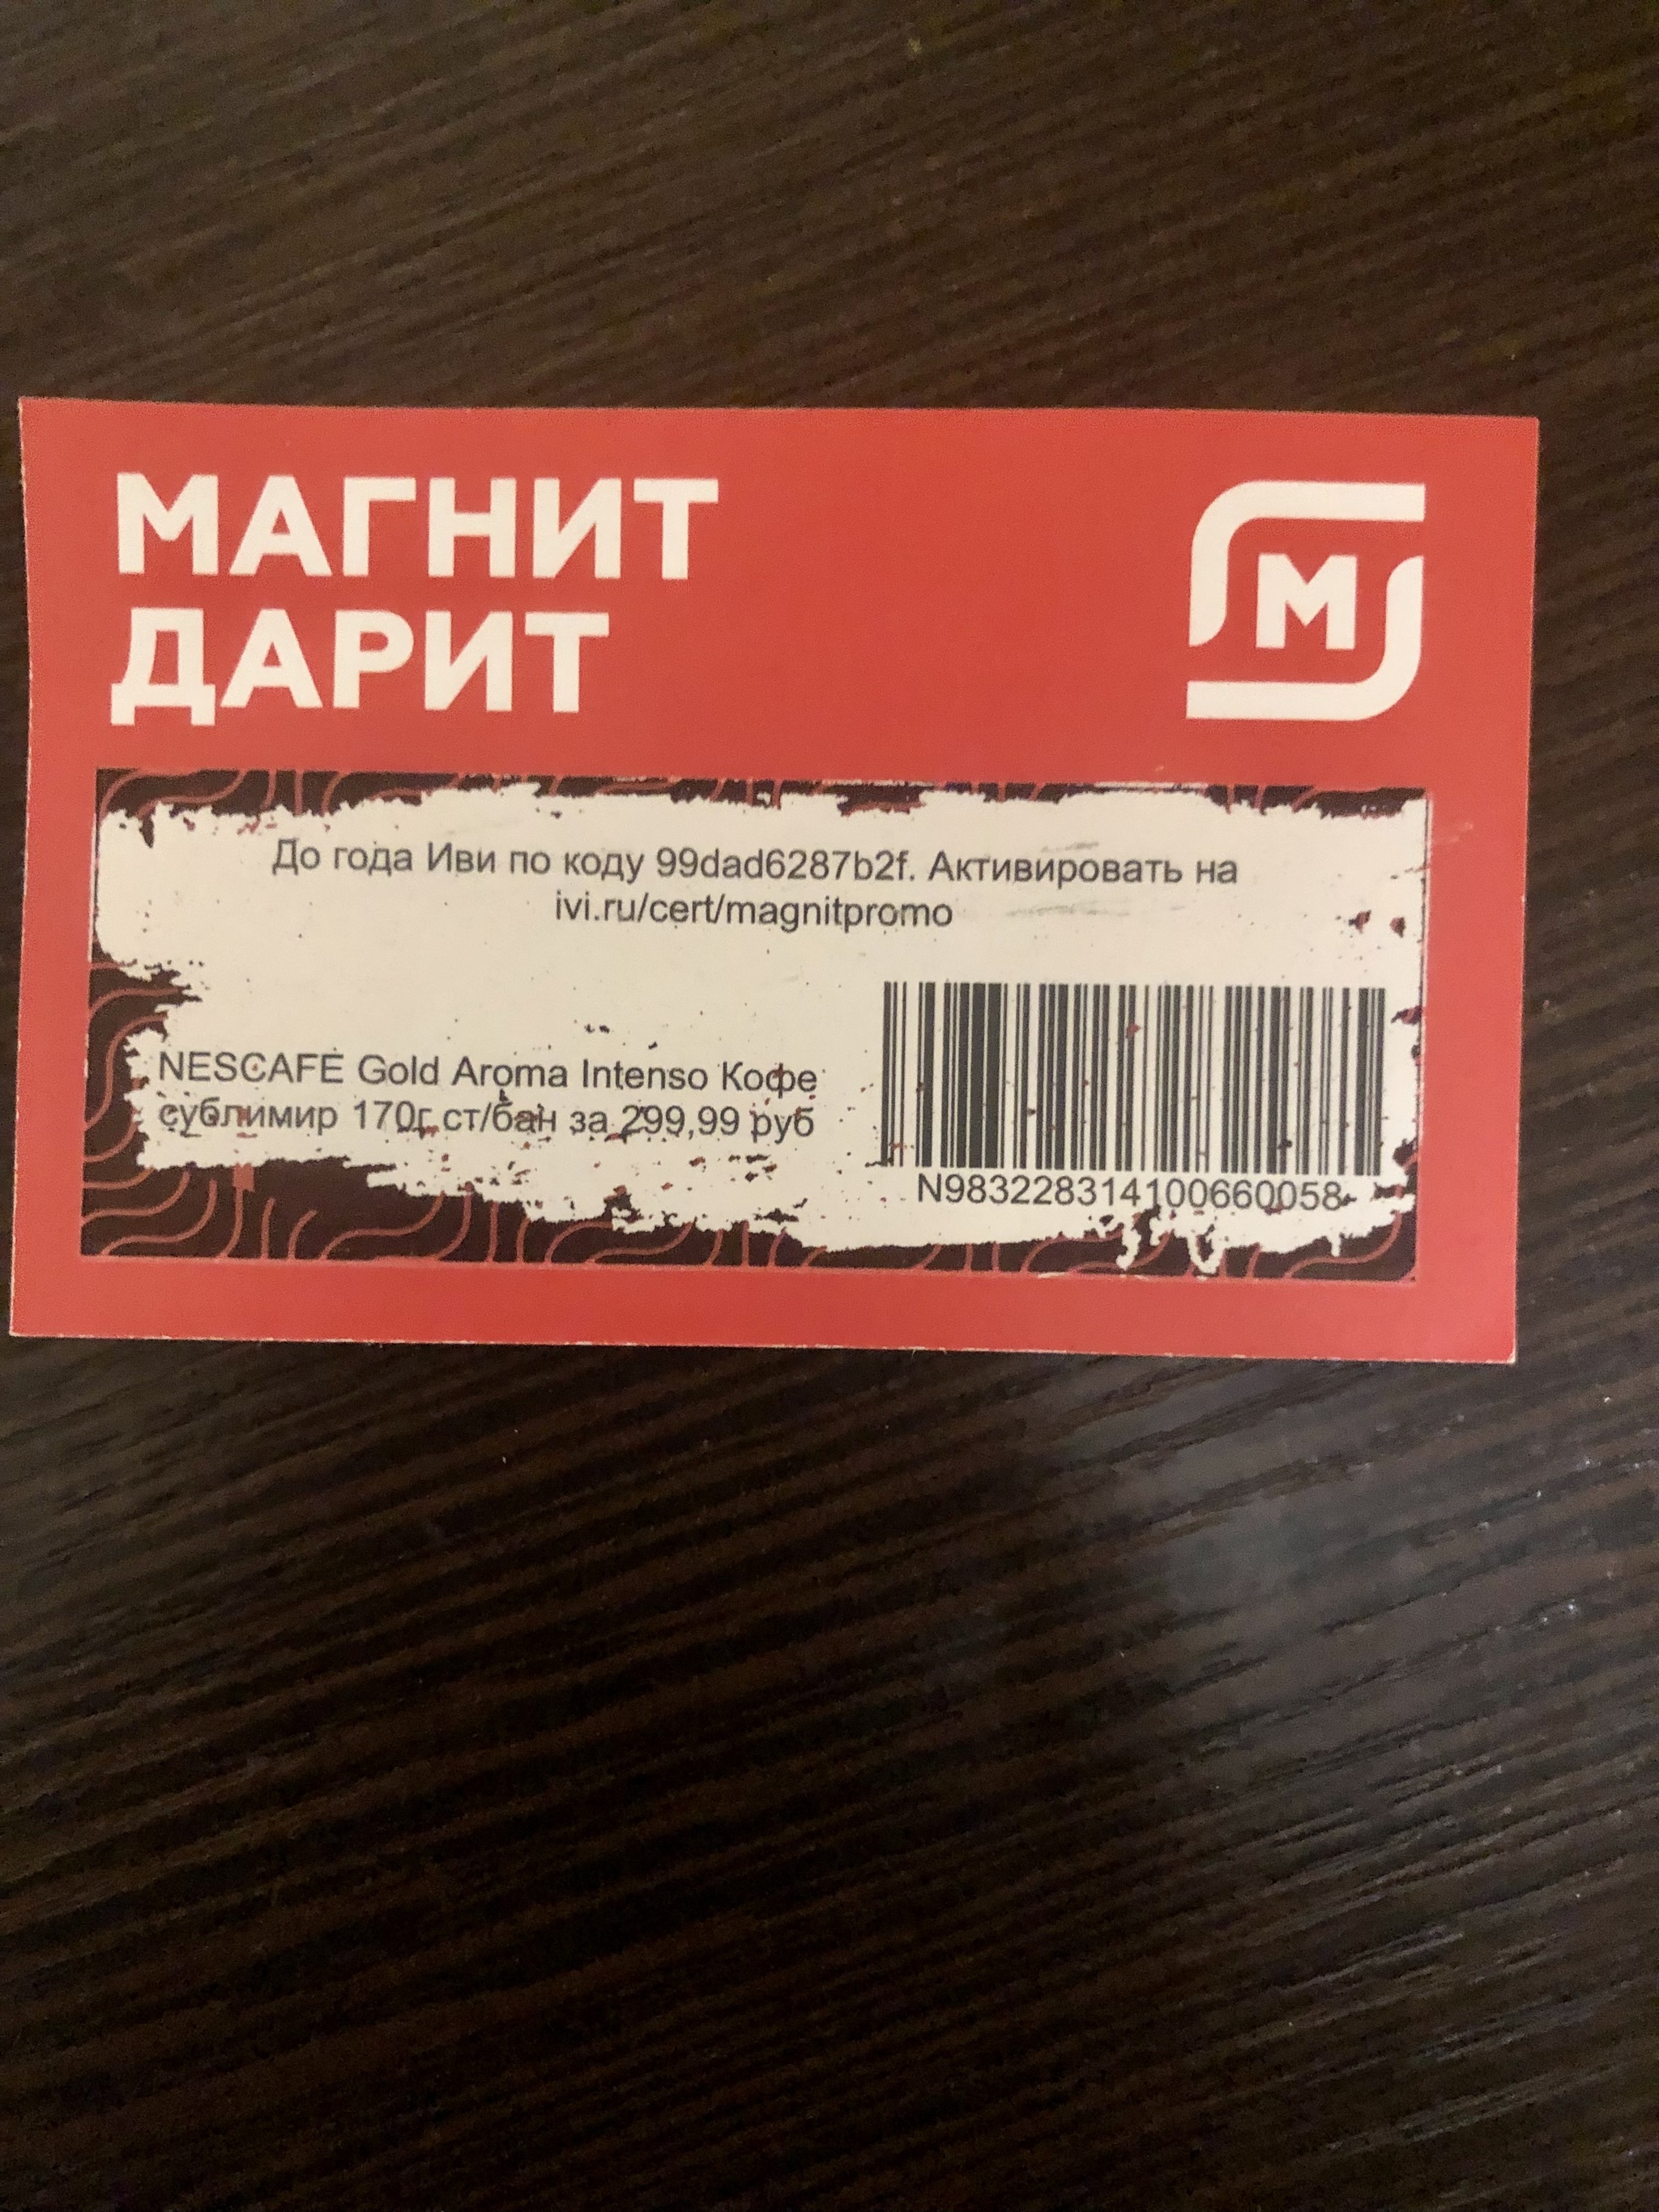 МАГНИТ
ДАРИТ
М
До года Иви по коду 99dad6287b2f. Активировать на
ivi.ru/cert/magnitpromo
NESCAFE Gold Aroma Intenso Кофе
сублимир 170г ст/бан за 299,99 руб
N983228314100660058